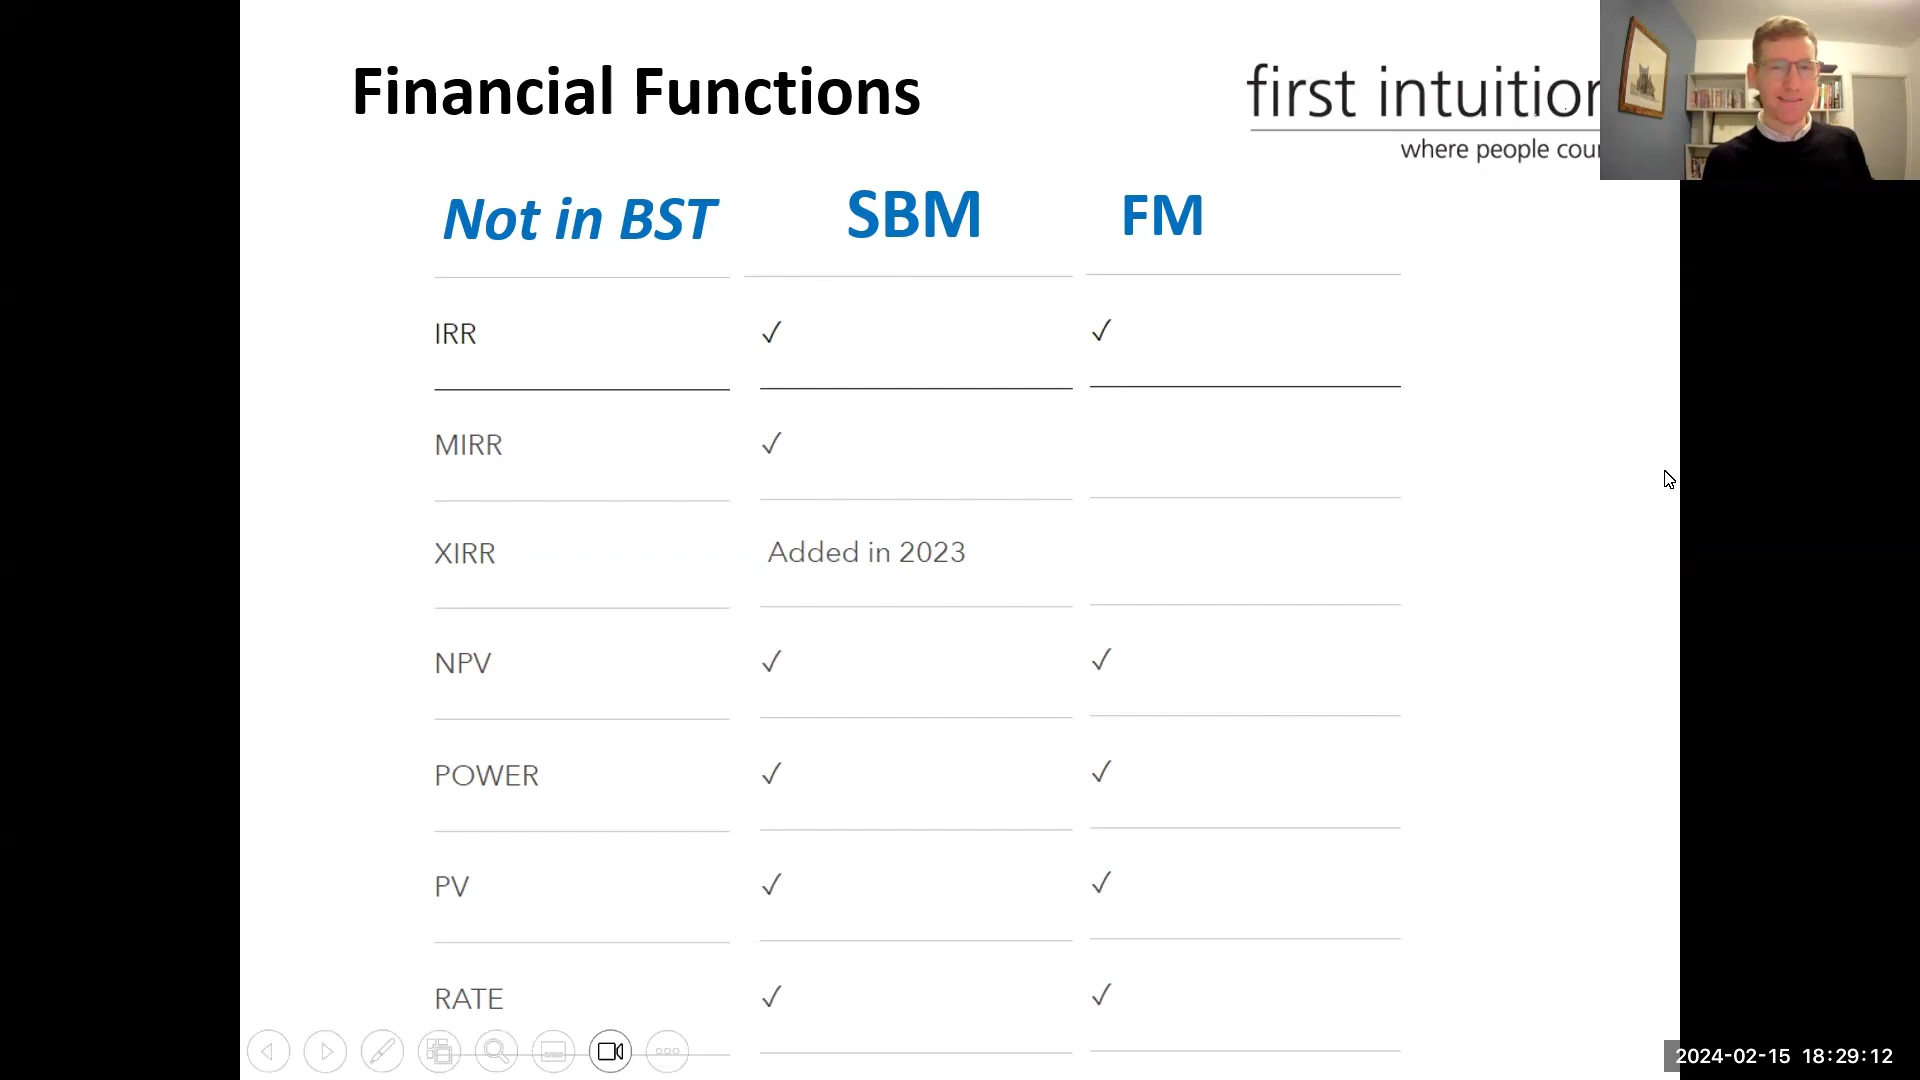 Financial Functions
first intuition
where people cou
Not in BST SBM FM
IRR ✓ ✓
MIRR ✓
XIRR Added in 2023
NPV ✓ ✓
POWER ✓ ✓
PV ✓ ✓
RATE ✓ ✓
2024-02-15 18:29:12